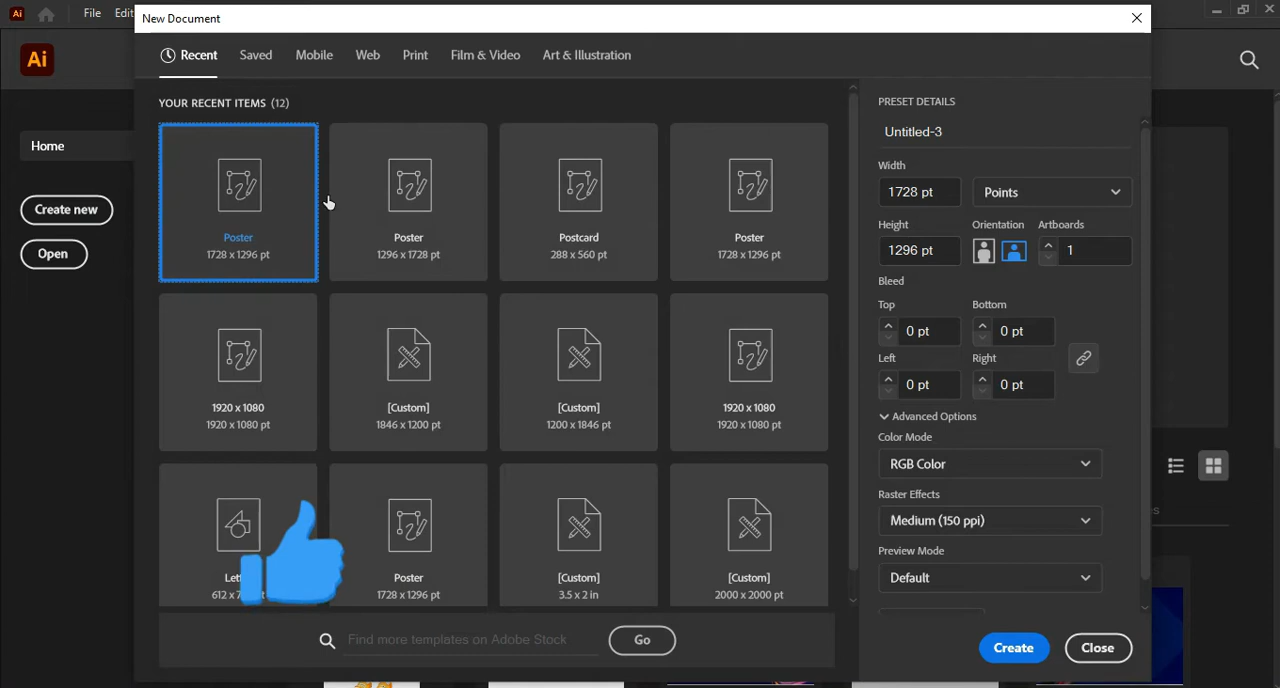 Ai
File
Edit
New Document
Ai
Recent
Saved
Mobile
Web
Print
Film & Video
Art & Illustration
Home
Create new
Open
YOUR RECENT ITEMS (12)
Poster
1728 x 1296 pt
Poster
1296 x 1728 pt
Postcard
288 x 560 pt
Poster
1728 x 1296 pt
1920 x 1080
1920 x 1080 pt
[Custom]
1846 x 1200 pt
[Custom]
1200 x 1846 pt
1920 x 1080
1920 x 1080 pt
Poster
1728 x 1296 pt
[Custom]
3.5 x 2 in
[Custom]
2000 x 2000 pt
Find more templates on Adobe Stock
Go
PRESET DETAILS
Untitled-3
Width
1728 pt
Points
Height
Orientation
Artboards
1296 pt
1
Bleed
Top
Bottom
0 pt
0 pt
Left
Right
0 pt
0 pt
Advanced Options
Color Mode
RGB Color
Raster Effects
Medium (150 ppi)
Preview Mode
Default
Create
Close